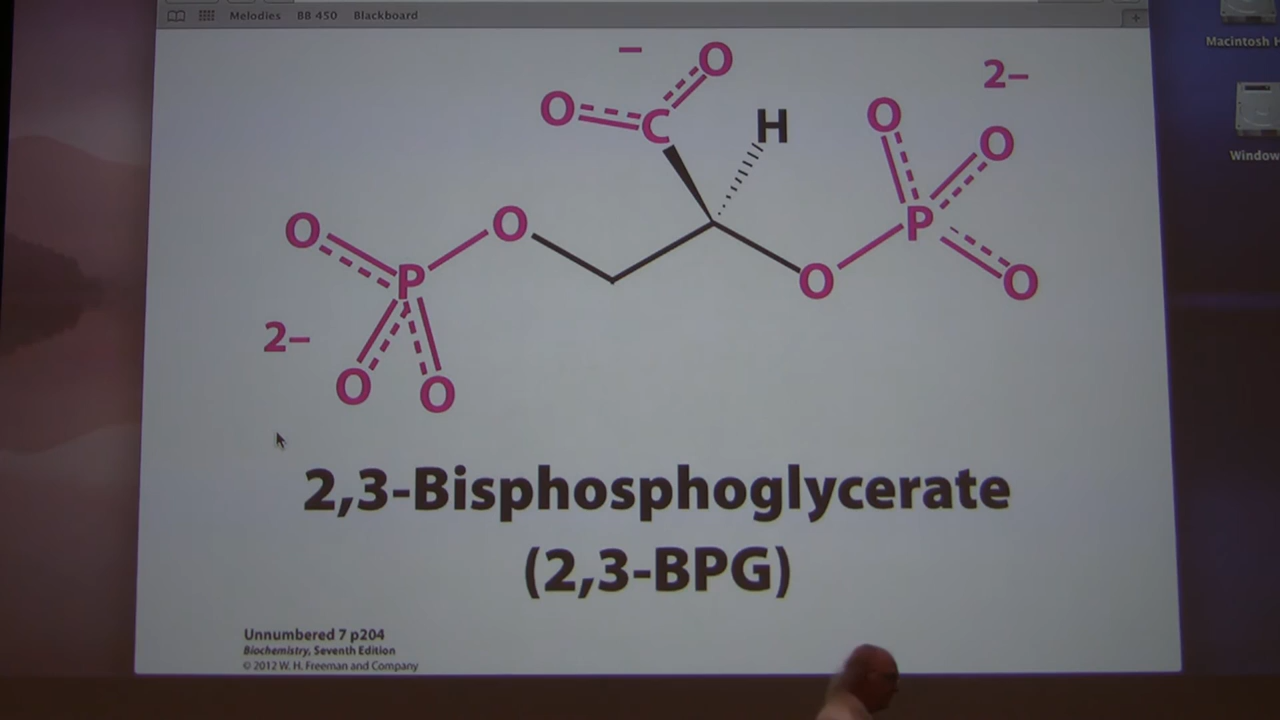 Melodies BB 450 Blackboard
Macintosh H
Window
−
O
O
C
H
2−
O
O
P
O
O
O
P
O
2−
O
O
O
2,3-Bisphosphoglycerate
(2,3-BPG)
Unnumbered 7 p204
Biochemistry, Seventh Edition
© 2012 W. H. Freeman and Company